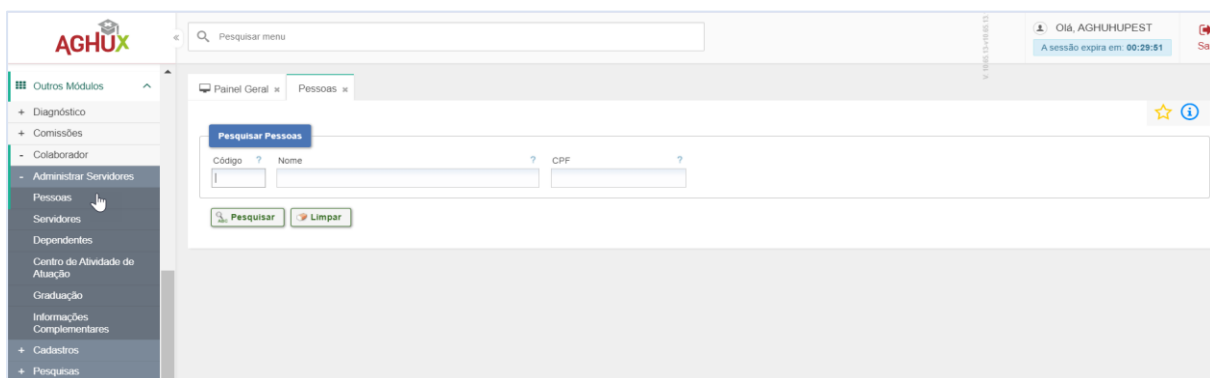 AGHUX
«
Pesquisar menu
Olá, AGHUHUPEST
A sessão expira em: 00:29:51
Sa
Outros Módulos
+ Diagnóstico
+ Comissões
- Colaborador
- Administrar Servidores
Pessoas
Servidores
Dependentes
Centro de Atividade de
Atuação
Graduação
Informações
Complementares
+ Cadastros
+ Pesquisas
Painel Geral ×
Pessoas ×
Pesquisar Pessoas
Código ? Nome ? CPF ?
Pesquisar
Limpar